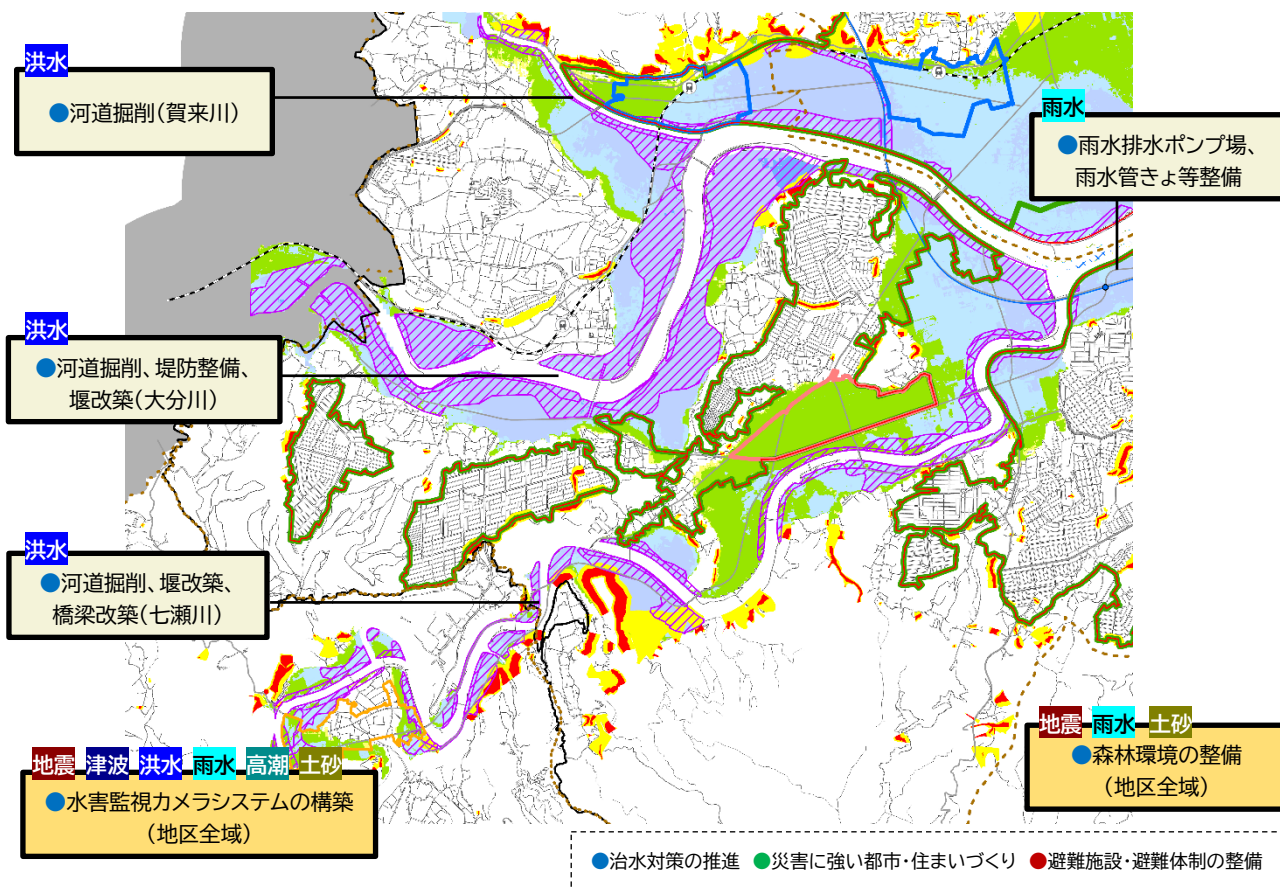 洪水
●河道掘削(賀来川)
雨水
●雨水排水ポンプ場、
雨水管きょ等整備
洪水
●河道掘削、堤防整備、
堰改築(大分川)
洪水
●河道掘削、堰改築、
橋梁改築(七瀬川)
地震 津波 洪水 雨水 高潮 土砂
●水害監視カメラシステムの構築
(地区全域)
地震 雨水 土砂
●森林環境の整備
(地区全域)
●治水対策の推進 ●災害に強い都市・住まいづくり ●避難施設・避難体制の整備